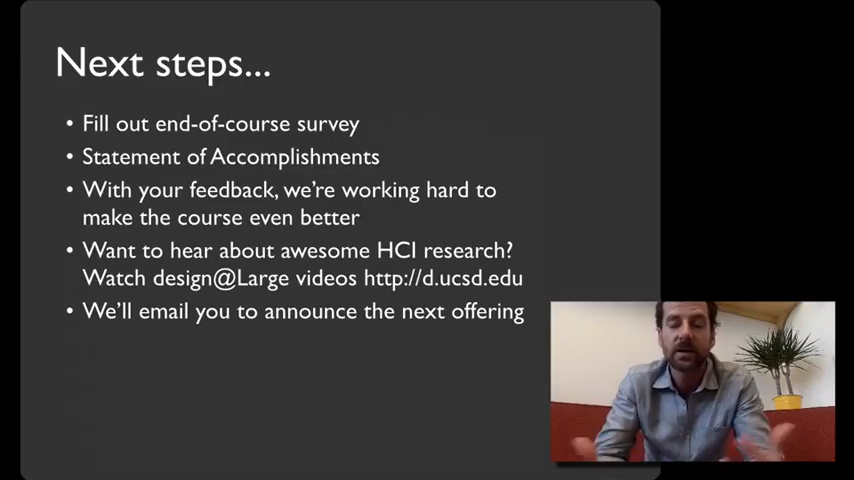 Next steps...
• Fill out end-of-course survey
• Statement of Accomplishments
• With your feedback, we're working hard to
make the course even better
• Want to hear about awesome HCI research?
Watch design@Large videos http://d.ucsd.edu
• We'll email you to announce the next offering